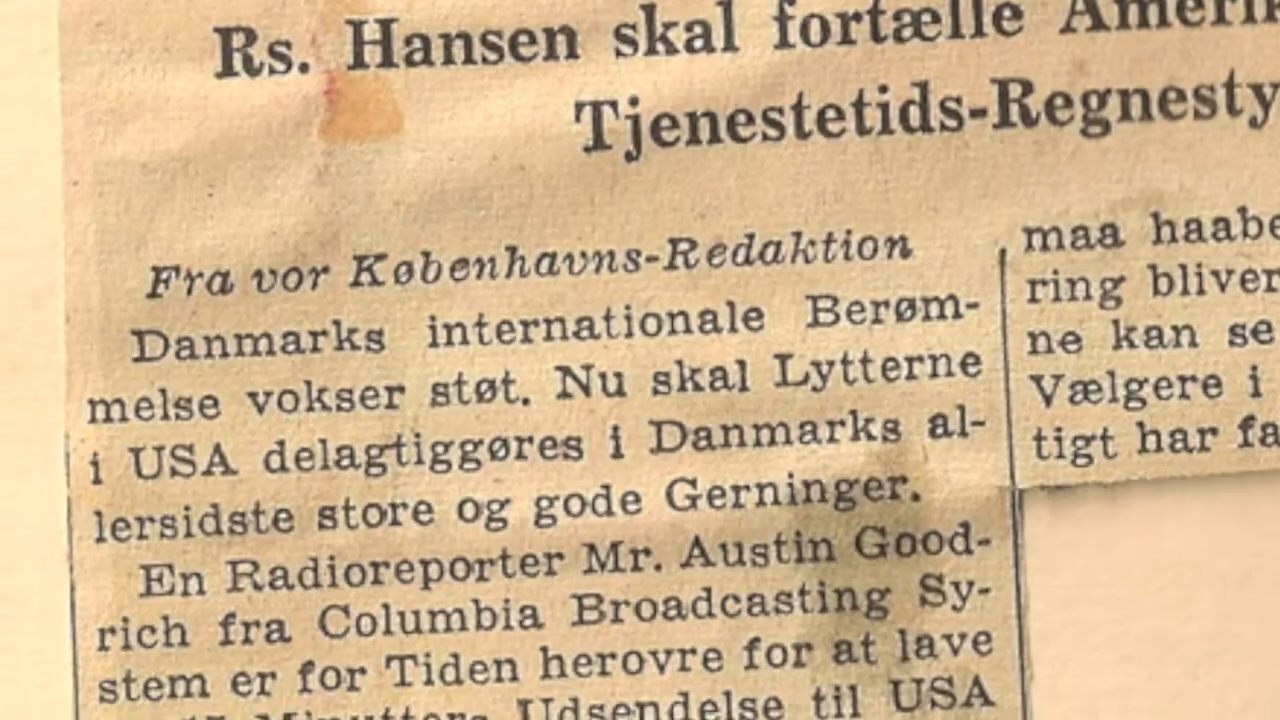 Rs. Hansen skal fortælle
Tjenestetids-Regnesty
Fra vor Københavns-Redaktion
Danmarks internationale Berøm-
melse vokser støt. Nu skal Lytterne
i USA delagtiggøres i Danmarks al-
lersidste store og gode Gerninger.
En Radioreporter Mr. Austin Good-
rich fra Columbia Broadcasting Sy-
stem er for Tiden herovre for at lave
Udsendelse til USA
maa haabe
ring bliver
ne kan se
Vælgere i
tigt har fa